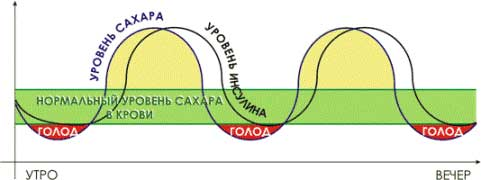 УРОВЕНЬ САХАРА
УРОВЕНЬ ИНСУЛИНА
НОРМАЛЬНЫЙ УРОВЕНЬ САХАРА
В КРОВИ
ГОЛОД
ГОЛОД
ГОЛОД
УТРО
ВЕЧЕР